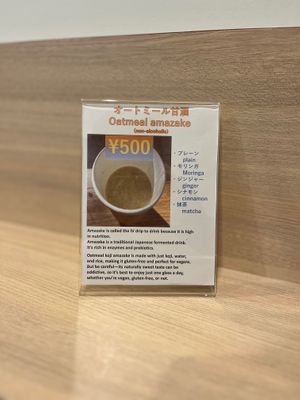 オートミール甘酒
Oatmeal amazake
(non-alcoholic)
¥500
・プレーン
plain
・モリンガ
Moringa
・ジンジャー
ginger
・シナモン
cinnamon
・抹茶
matcha
Amazake is called the IV drip to drink because it is high
in nutrition.
Amazake is a traditional Japanese fermented drink.
It's rich in enzymes and probiotics.
Oatmeal koji amazake is made with just koji, water,
and rice, making it gluten-free and perfect for vegans,
but be careful—its naturally sweet taste can be
addictive, so it's best to enjoy just one glass a day,
whether you're vegan, gluten-free, or not.